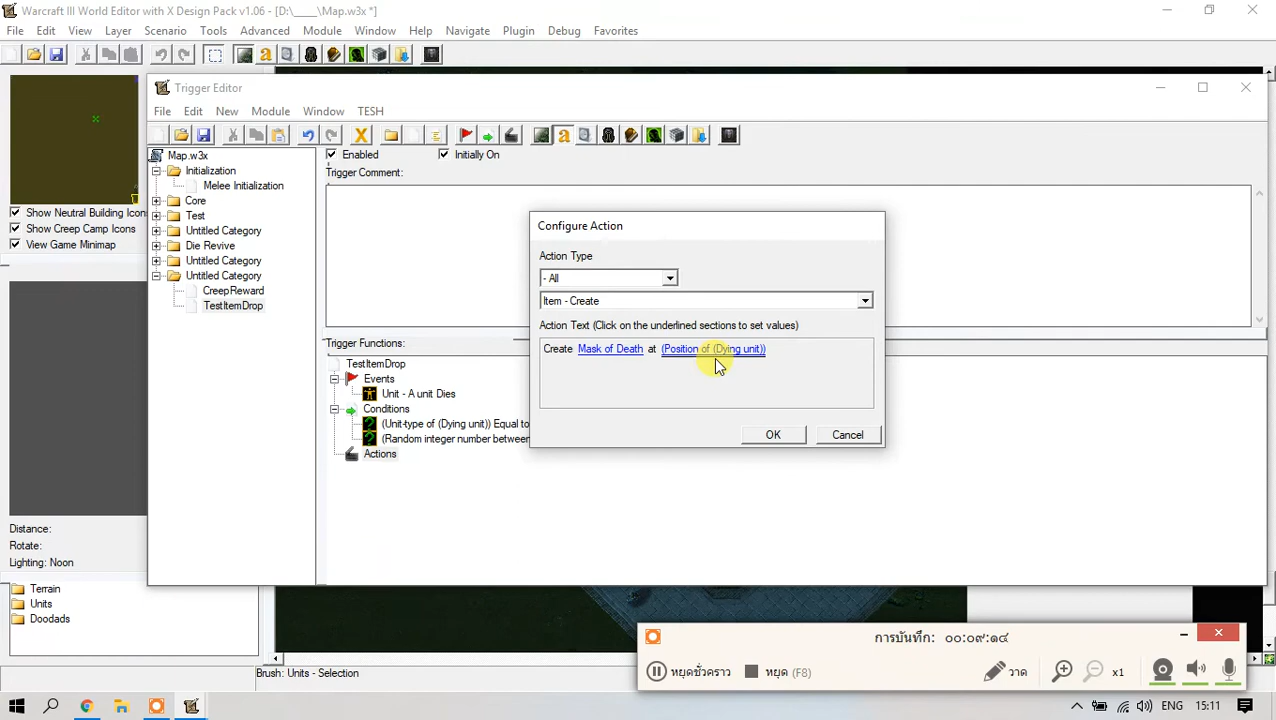 Warcraft III World Editor with X Design Pack v1.06 - [D:\____\Map.w3x *]
File Edit View Layer Scenario Tools Advanced Module Window Help Navigate Plugin Debug Favorites
Trigger Editor
File Edit New Module Window TESH
Map.w3x
Initialization
Melee Initialization
Core
Test
Untitled Category
Die Revive
Untitled Category
Untitled Category
CreepReward
TestItemDrop
Enabled Initially On
Trigger Comment:
Show Neutral Building Icons
Show Creep Camp Icons
View Game Minimap
Configure Action
Action Type
- All
Item - Create
Action Text (Click on the underlined sections to set values)
Create Mask of Death at (Position of (Dying unit))
OK Cancel
Trigger Functions:
TestItemDrop
Events
Unit - A unit Dies
Conditions
(Unit-type of (Dying unit)) Equal to
(Random integer number between
Actions
Distance:
Rotate:
Lighting: Noon
Terrain
Units
Doodads
Brush: Units - Selection
การบันทึก: ๐๐:๐๙:๑๔
หยุดชั่วคราว หยุด (F8) วาด x1
ENG 15:11